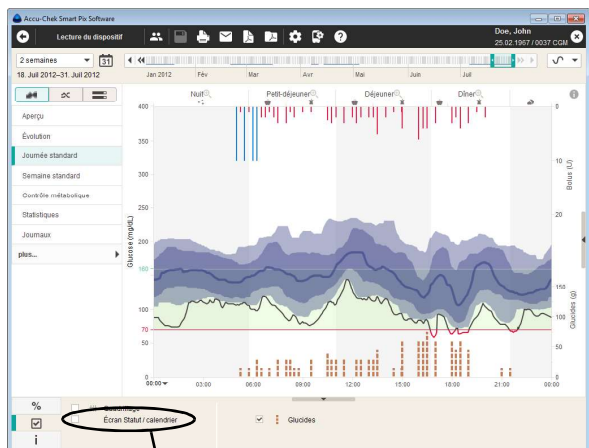 Accu-Chek Smart Pix Software
Lecture du dispositif
Doe, John
25.02.1967 / 0037 CGM
2 semaines
31
18. Juil 2012–31. Juil 2012
Jan 2012 Fév Mar Avr Mai Juin Juil
Aperçu
Évolution
Journée standard
Semaine standard
Contrôle métabolique
Statistiques
Journaux
plus...
Nuit Petit-déjeuner Déjeuner Dîner
Glucose (mg/dL)
400
350
300
250
200
160
100
70
50
0
0
10
20
Bolus (U)
150
100
50
0
Glucides (g)
00:00 03:00 06:00 09:00 12:00 15:00 18:00 21:00 00:00
%
i
Écran Statut / calendrier
Glucides